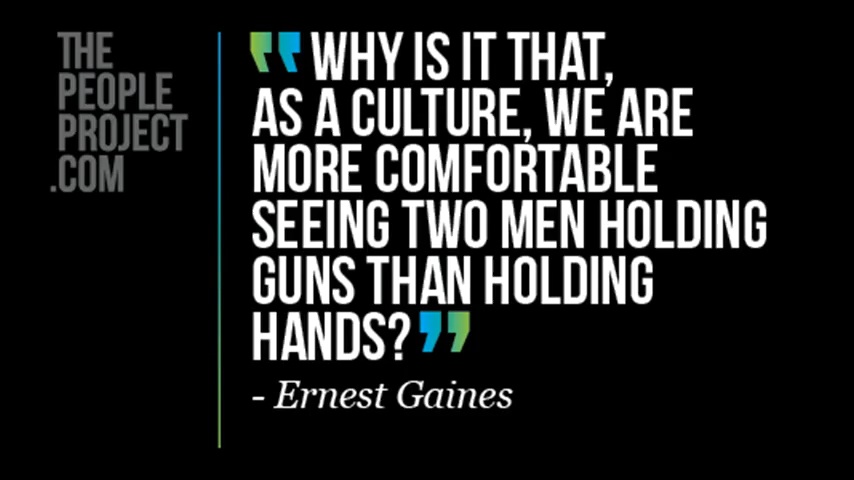 THE
PEOPLE
PROJECT
.COM
"WHY IS IT THAT,
AS A CULTURE, WE ARE
MORE COMFORTABLE
SEEING TWO MEN HOLDING
GUNS THAN HOLDING
HANDS?"
- Ernest Gaines